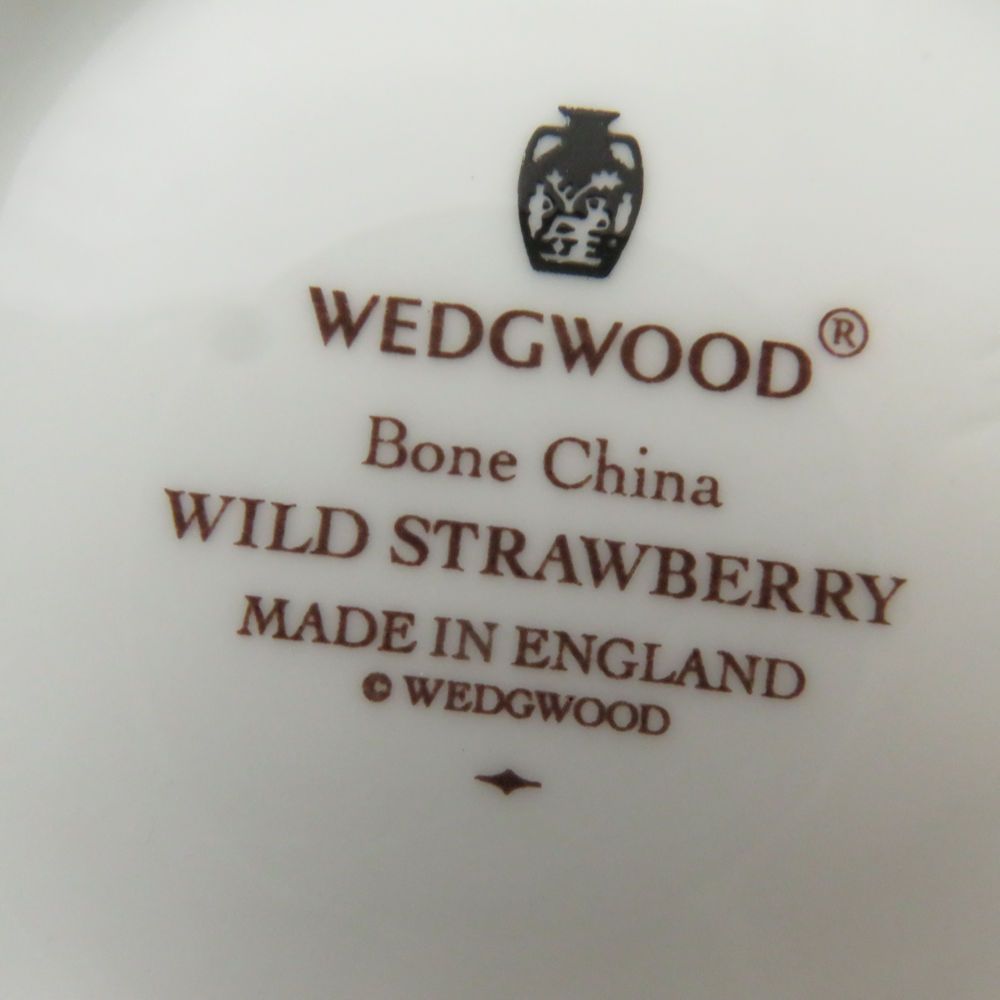 WEDGWOOD®
Bone China
WILD STRAWBERRY
MADE IN ENGLAND
© WEDGWOOD